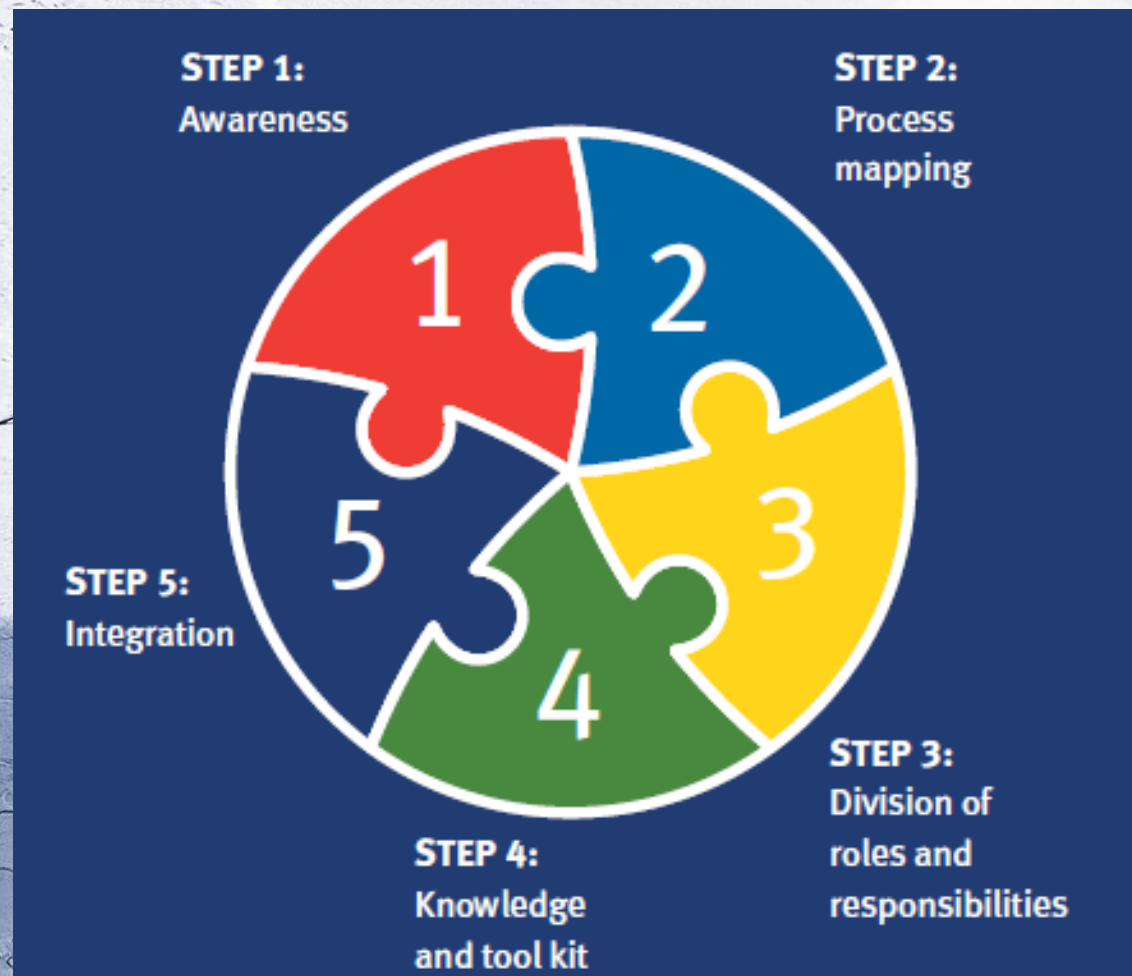 STEP 1:
Awareness
STEP 2:
Process
mapping
1
2
3
4
5
STEP 5:
Integration
STEP 3:
Division of
roles and
responsibilities
STEP 4:
Knowledge
and tool kit